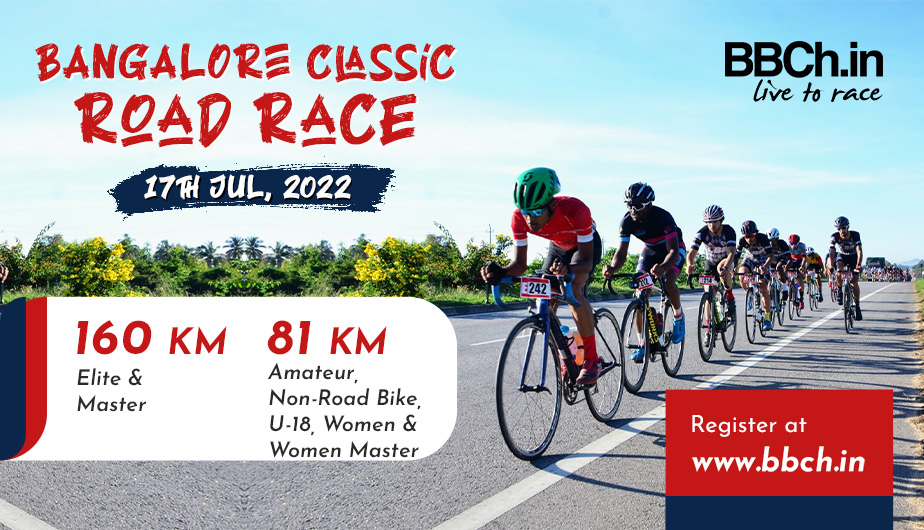 BANGALORE CLASSIC
ROAD RACE
17TH JUL, 2022
BBCh.in
live to race
160 KM
Elite &
Master
81 KM
Amateur,
Non-Road Bike,
U-18, Women &
Women Master
242
Register at
www.bbch.in